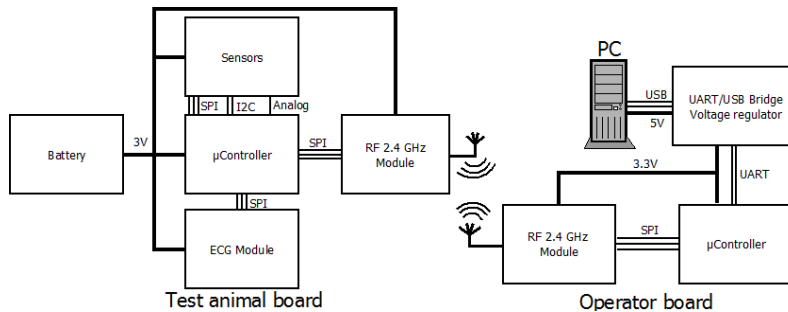 Sensors
SPI
I2C
Analog
3V
Battery
µController
SPI
RF 2.4 GHz
Module
SPI
ECG Module
Test animal board
PC
USB
5V
UART/USB Bridge
Voltage regulator
3.3V
UART
RF 2.4 GHz
Module
SPI
µController
Operator board